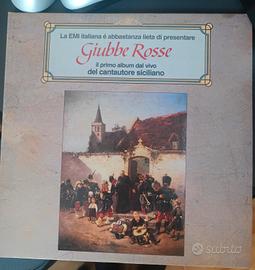 La EMI italiana è abbastanza lieta di presentare
Giubbe Rosse
il primo album dal vivo
del cantautore siciliano
subito